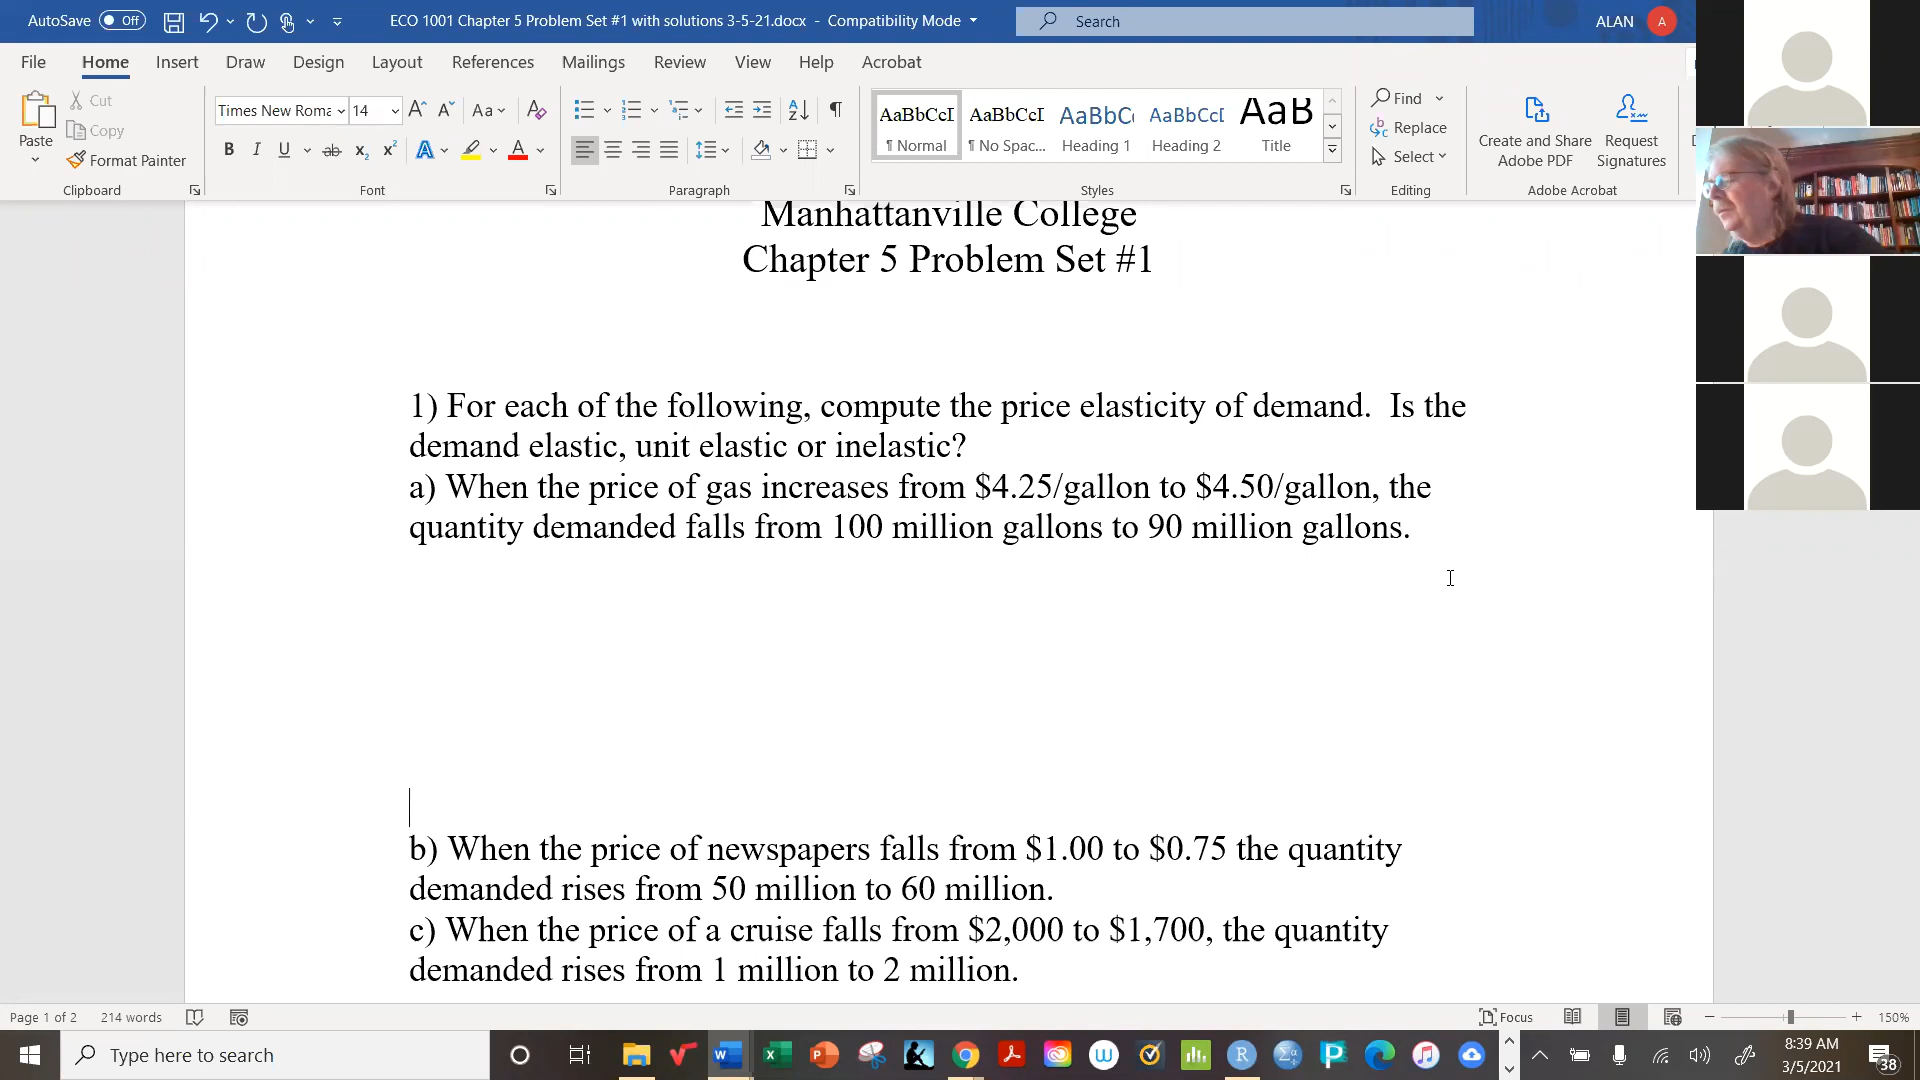 AutoSave Off ECO 1001 Chapter 5 Problem Set #1 with solutions 3-5-21.docx - Compatibility Mode Search ALAN A
File Home Insert Draw Design Layout References Mailings Review View Help Acrobat
Paste Cut Copy Format Painter Clipboard
Times New Roma 14 Aa Font
Paragraph
AaBbCcI ¶ Normal AaBbCcI ¶ No Spac... AaBbC Heading 1 AaBbCcI Heading 2 AaB Title Styles
Find Replace Select Editing
Create and Share Adobe PDF Request Signatures Adobe Acrobat
Manhattanville College
Chapter 5 Problem Set #1
1) For each of the following, compute the price elasticity of demand. Is the
demand elastic, unit elastic or inelastic?
a) When the price of gas increases from $4.25/gallon to $4.50/gallon, the
quantity demanded falls from 100 million gallons to 90 million gallons.
b) When the price of newspapers falls from $1.00 to $0.75 the quantity
demanded rises from 50 million to 60 million.
c) When the price of a cruise falls from $2,000 to $1,700, the quantity
demanded rises from 1 million to 2 million.
Page 1 of 2 214 words Focus 150%
Type here to search 8:39 AM
3/5/2021 38